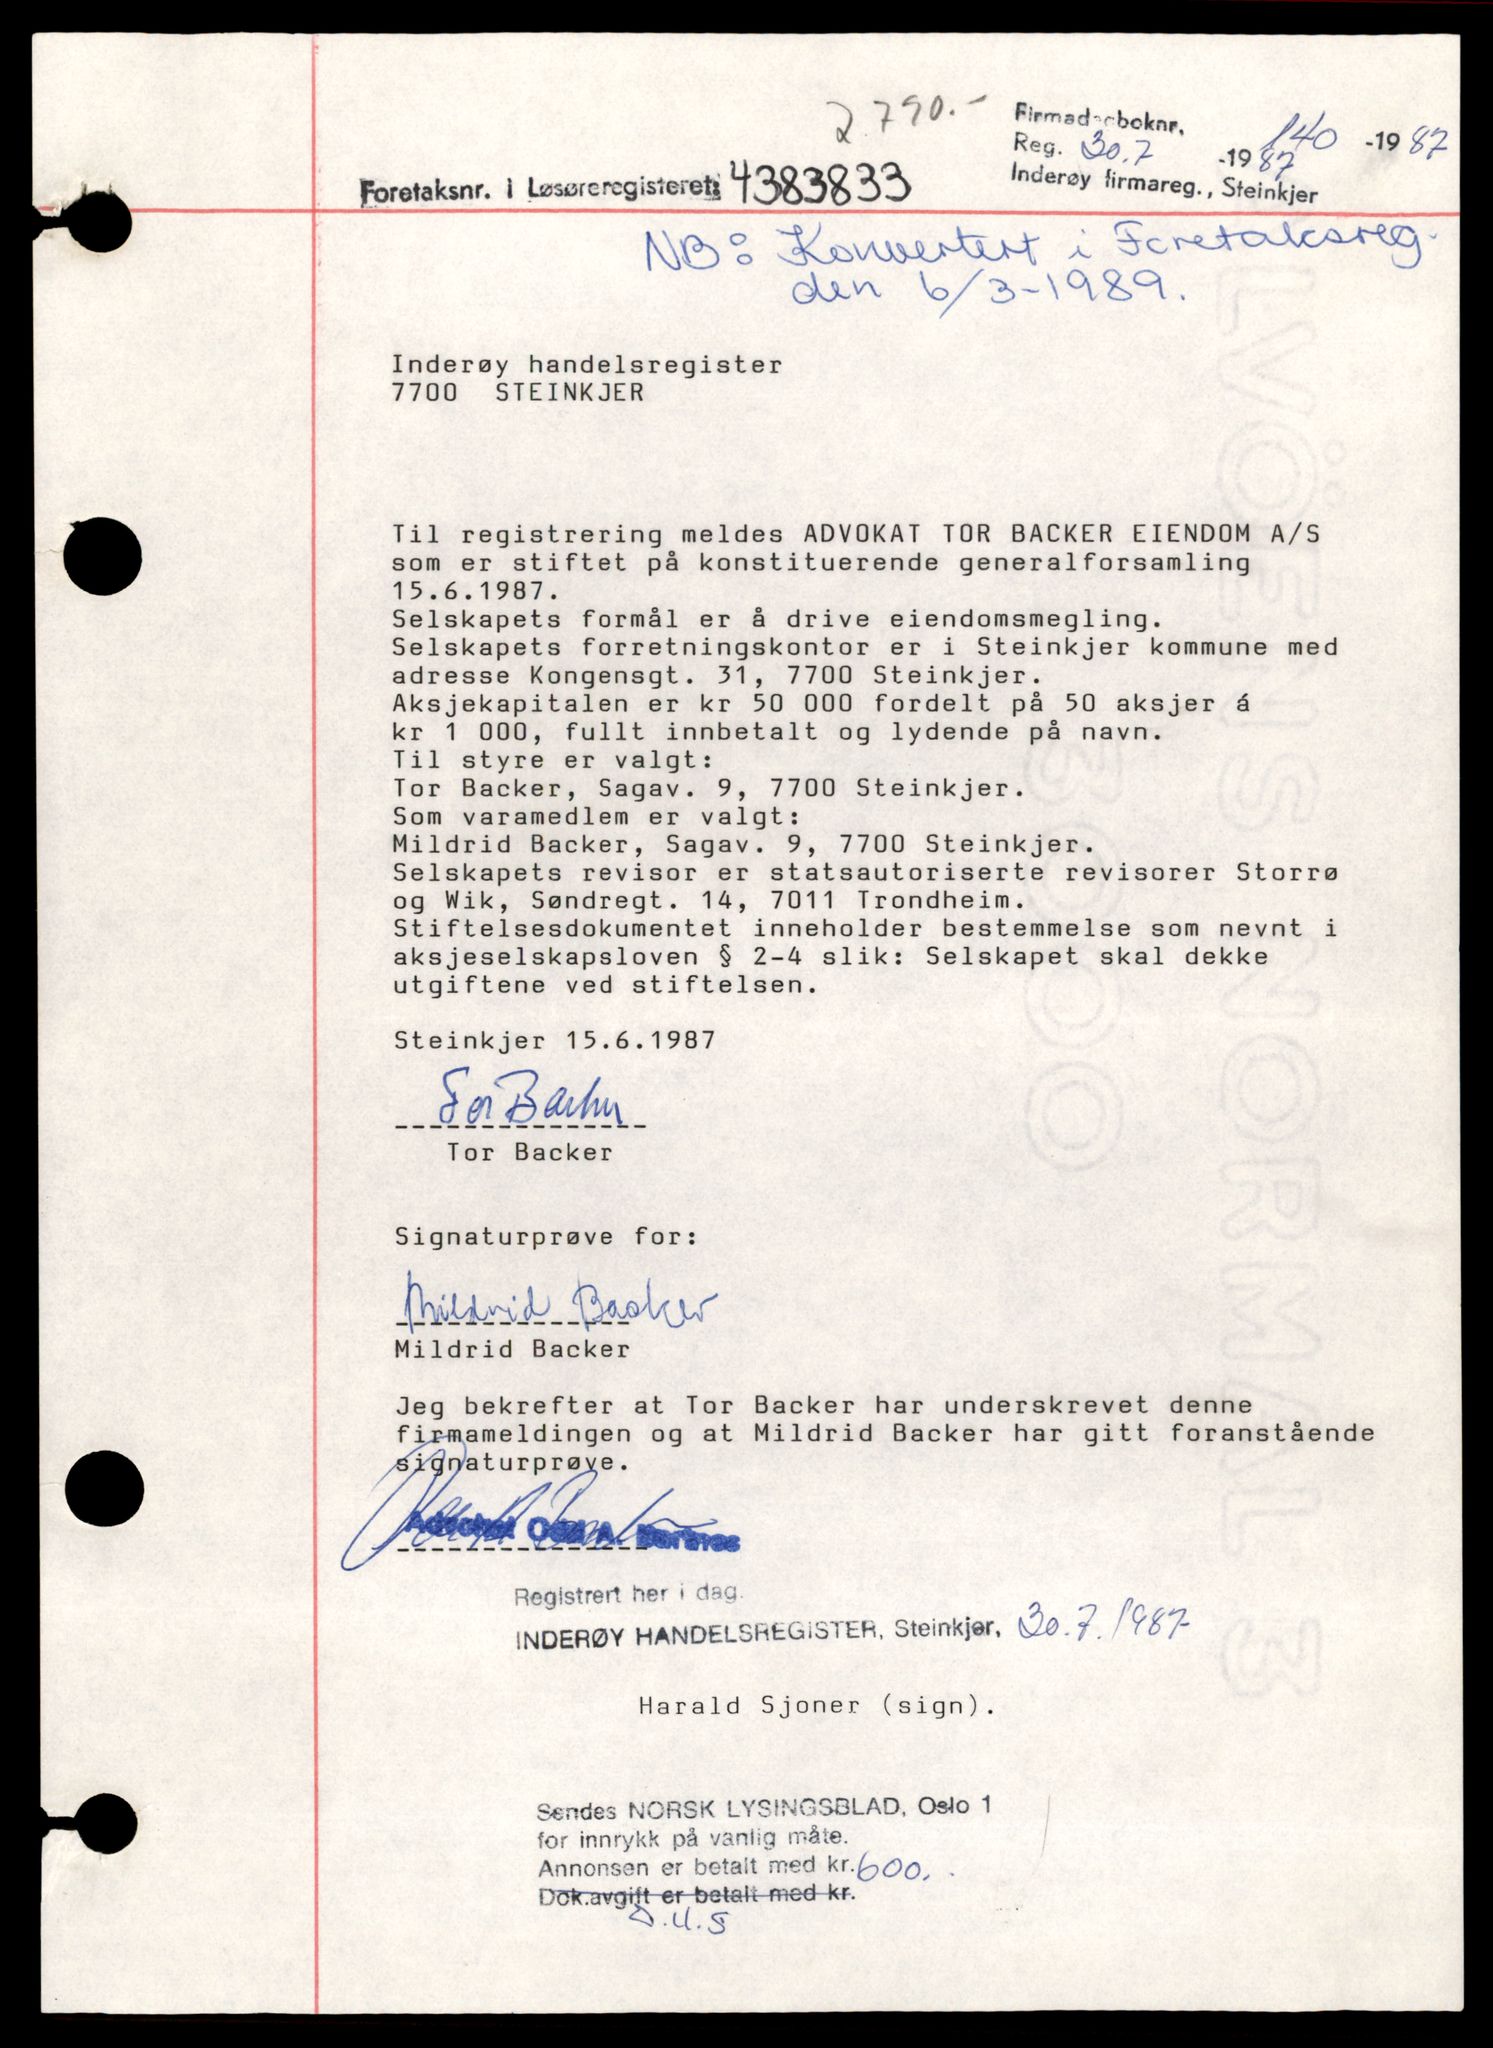 2 790.-
Firmadagboknr. 140 -1987
Reg. 30.7 -1987
Inderøy firmareg., Steinkjer
Foretaksnr. i Løsøreregisteret: 4383833
NB: Konvertert i Foretaksreg.
den 6/3-1989.
Inderøy handelsregister
7700 STEINKJER
Til registrering meldes ADVOKAT TOR BACKER EIENDOM A/S
som er stiftet på konstituerende generalforsamling
15.6.1987.
Selskapets formål er å drive eiendomsmegling.
Selskapets forretningskontor er i Steinkjer kommune med
adresse Kongensgt. 31, 7700 Steinkjer.
Aksjekapitalen er kr 50 000 fordelt på 50 aksjer á
kr 1 000, fullt innbetalt og lydende på navn.
Til styre er valgt:
Tor Backer, Sagav. 9, 7700 Steinkjer.
Som varamedlem er valgt:
Mildrid Backer, Sagav. 9, 7700 Steinkjer.
Selskapets revisor er statsautoriserte revisorer Storrø
og Wik, Søndregt. 14, 7011 Trondheim.
Stiftelsesdokumentet inneholder bestemmelse som nevnt i
aksjeselskapsloven § 2-4 slik: Selskapet skal dekke
utgiftene ved stiftelsen.
Steinkjer 15.6.1987
Tor Backer
Tor Backer
Signaturprøve for:
Mildrid Backer
Mildrid Backer
Jeg bekrefter at Tor Backer har underskrevet denne
firmameldingen og at Mildrid Backer har gitt foranstående
signaturprøve.
Advokat Odd A. Bartnes
Registrert her i dag.
INDERØY HANDELSREGISTER, Steinkjer, 30.7.1987
Harald Sjoner (sign).
Sendes NORSK LYSINGSBLAD, Oslo 1
for innrykk på vanlig måte.
Annonsen er betalt med kr. 600.
Dok.avgift er betalt med kr.
D.U.S
LVÖENS NORMAL 3
3000